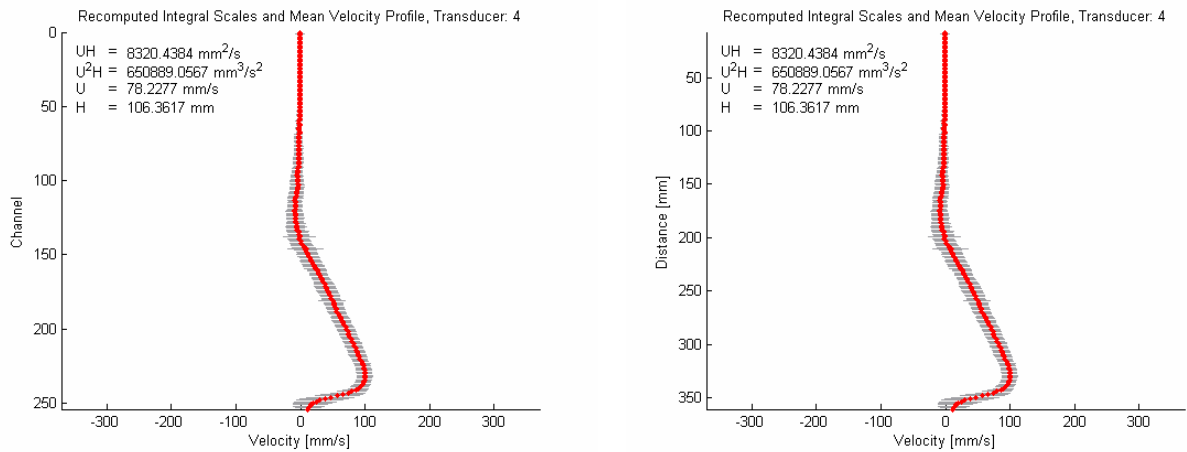 Recomputed Integral Scales and Mean Velocity Profile, Transducer: 4
UH = 8320.4384 mm²/s
U²H = 650889.0567 mm³/s²
U = 78.2277 mm/s
H = 106.3617 mm
0
50
100
150
200
250
Channel
-300 -200 -100 0 100 200 300
Velocity [mm/s]
Recomputed Integral Scales and Mean Velocity Profile, Transducer: 4
UH = 8320.4384 mm²/s
U²H = 650889.0567 mm³/s²
U = 78.2277 mm/s
H = 106.3617 mm
50
100
150
200
250
300
350
Distance [mm]
-300 -200 -100 0 100 200 300
Velocity [mm/s]